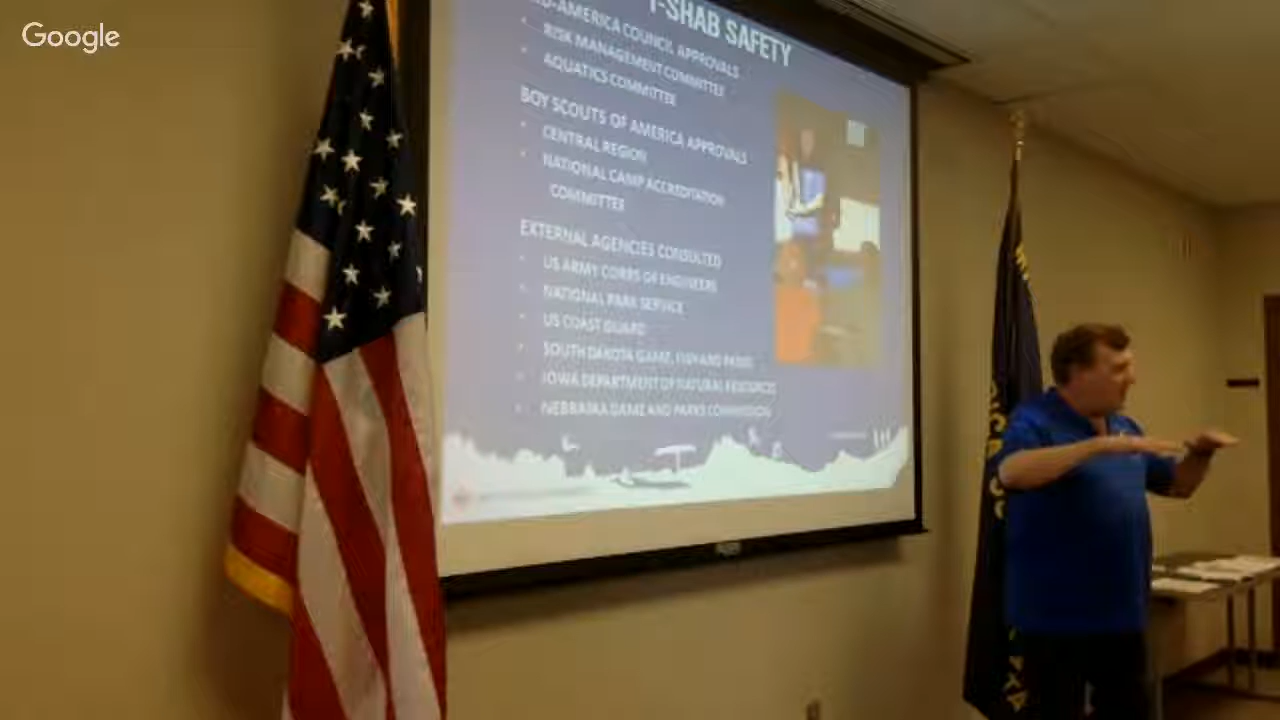 Google
T-SHAB SAFETY
-AMERICA COUNCIL APPROVALS
RISK MANAGEMENT COMMITTEE
AQUATICS COMMITTEE
BOY SCOUTS OF AMERICA APPROVALS
CENTRAL REGION
NATIONAL CAMP ACCREDITATION
COMMITTEE
EXTERNAL AGENCIES CONSULTED
US ARMY CORPS OF ENGINEERS
NATIONAL PARK SERVICE
US COAST GUARD
SOUTH DAKOTA GAME, FISH AND PARKS
IOWA DEPARTMENT OF NATURAL RESOURCES
NEBRASKA GAME AND PARKS COMMISSION